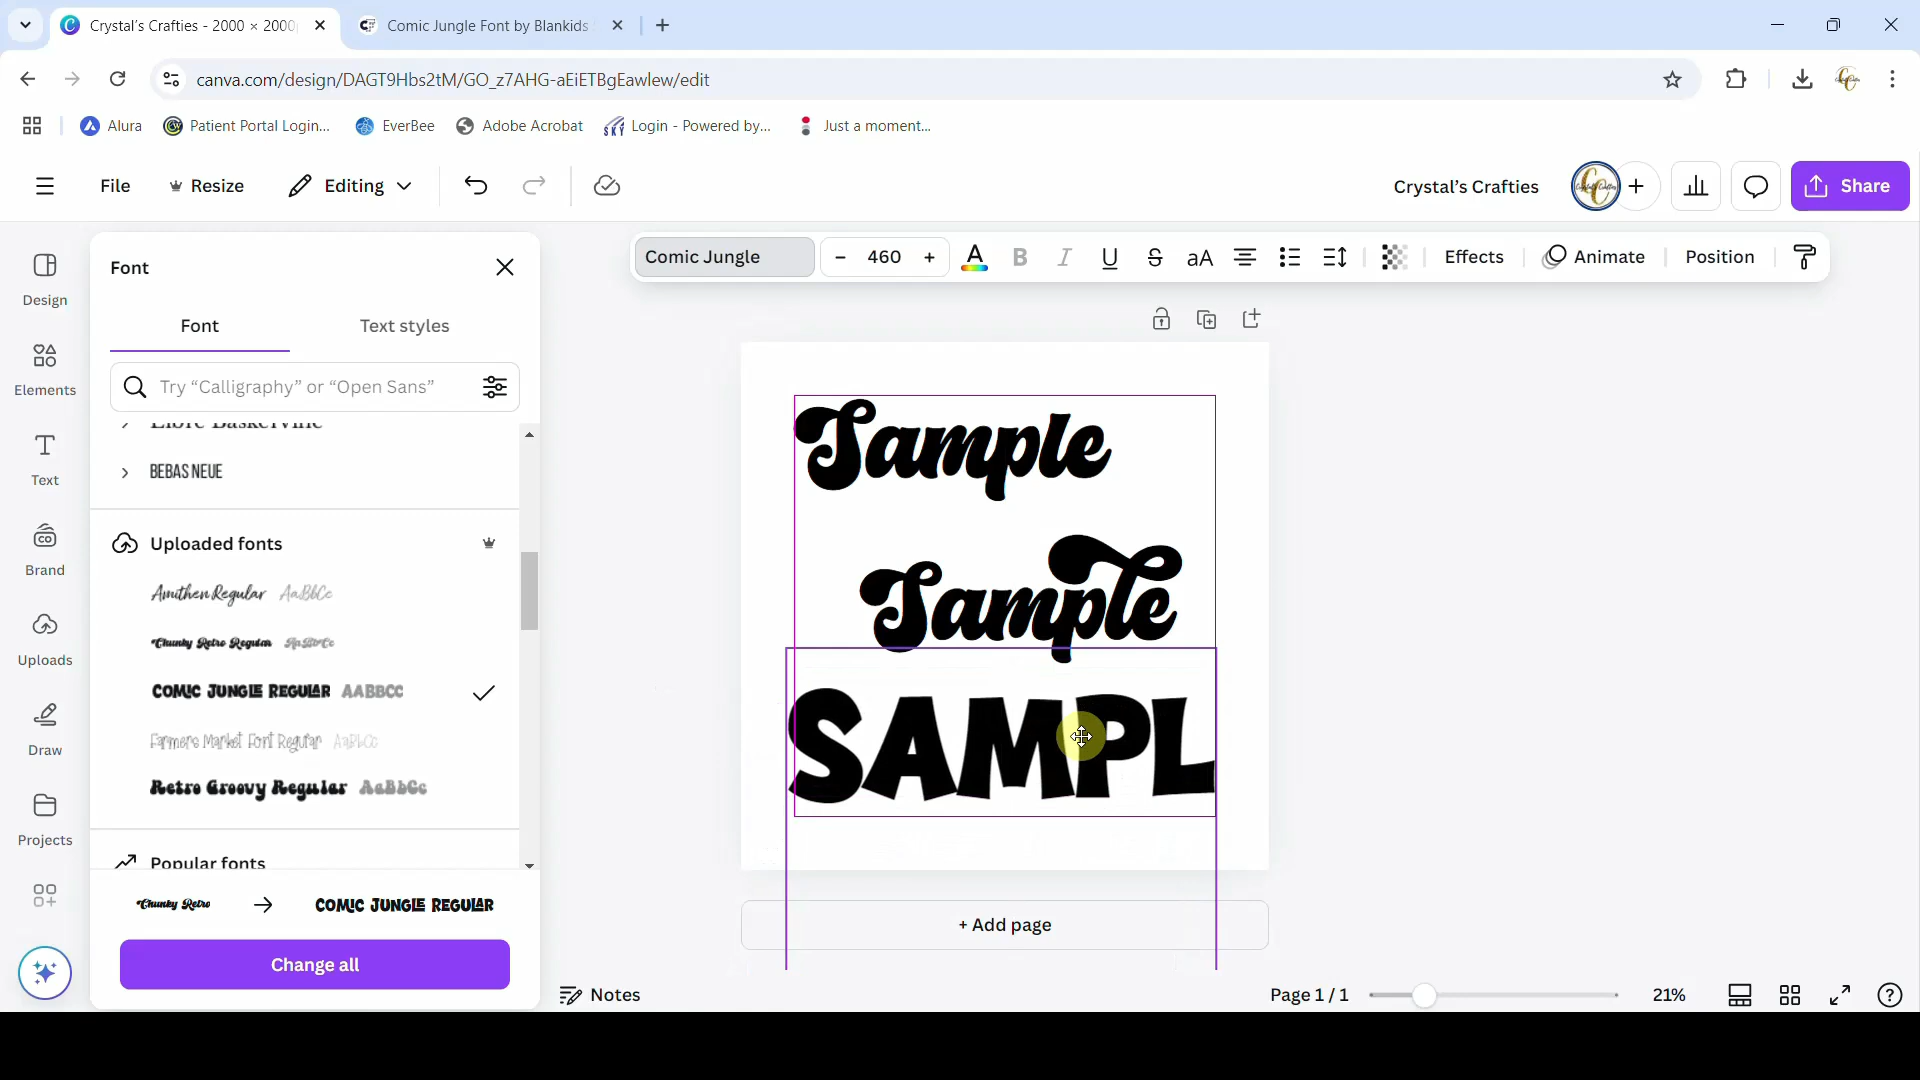 Crystal's Crafties - 2000 × 2000
Comic Jungle Font by Blankids
canva.com/design/DAGT9Hbs2tM/GO_z7AHG-aEiETBgEawlew/edit
Alura
Patient Portal Login...
EverBee
Adobe Acrobat
Login - Powered by...
Just a moment...
File
Resize
Editing
Crystal's Crafties
Share
Design
Elements
Text
Brand
Uploads
Draw
Projects
Font
Font
Text styles
Try "Calligraphy" or "Open Sans"
Libre Baskerville
BEBAS NEUE
Uploaded fonts
Amithen Regular AaBbCc
Chunky Retro Regular AaBbCc
COMIC JUNGLE REGULAR AABBCC
Farmers Market Font Regular AaBbCc
Retro Groovy Regular AaBbCc
Popular fonts
Chunky Retro
COMIC JUNGLE REGULAR
Change all
Comic Jungle
– 460 +
A
B
I
U
S
aA
Effects
Animate
Position
Sample
Sample
SAMPL
+ Add page
Notes
Page 1 / 1
21%